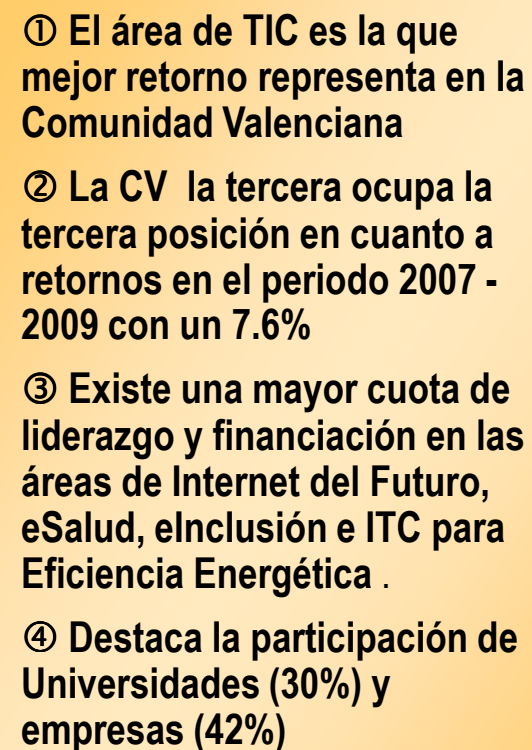 ① El área de TIC es la que
mejor retorno representa en la
Comunidad Valenciana
② La CV la tercera ocupa la
tercera posición en cuanto a
retornos en el periodo 2007 -
2009 con un 7.6%
③ Existe una mayor cuota de
liderazgo y financiación en las
áreas de Internet del Futuro,
eSalud, eInclusión e ITC para
Eficiencia Energética .
④ Destaca la participación de
Universidades (30%) y
empresas (42%)